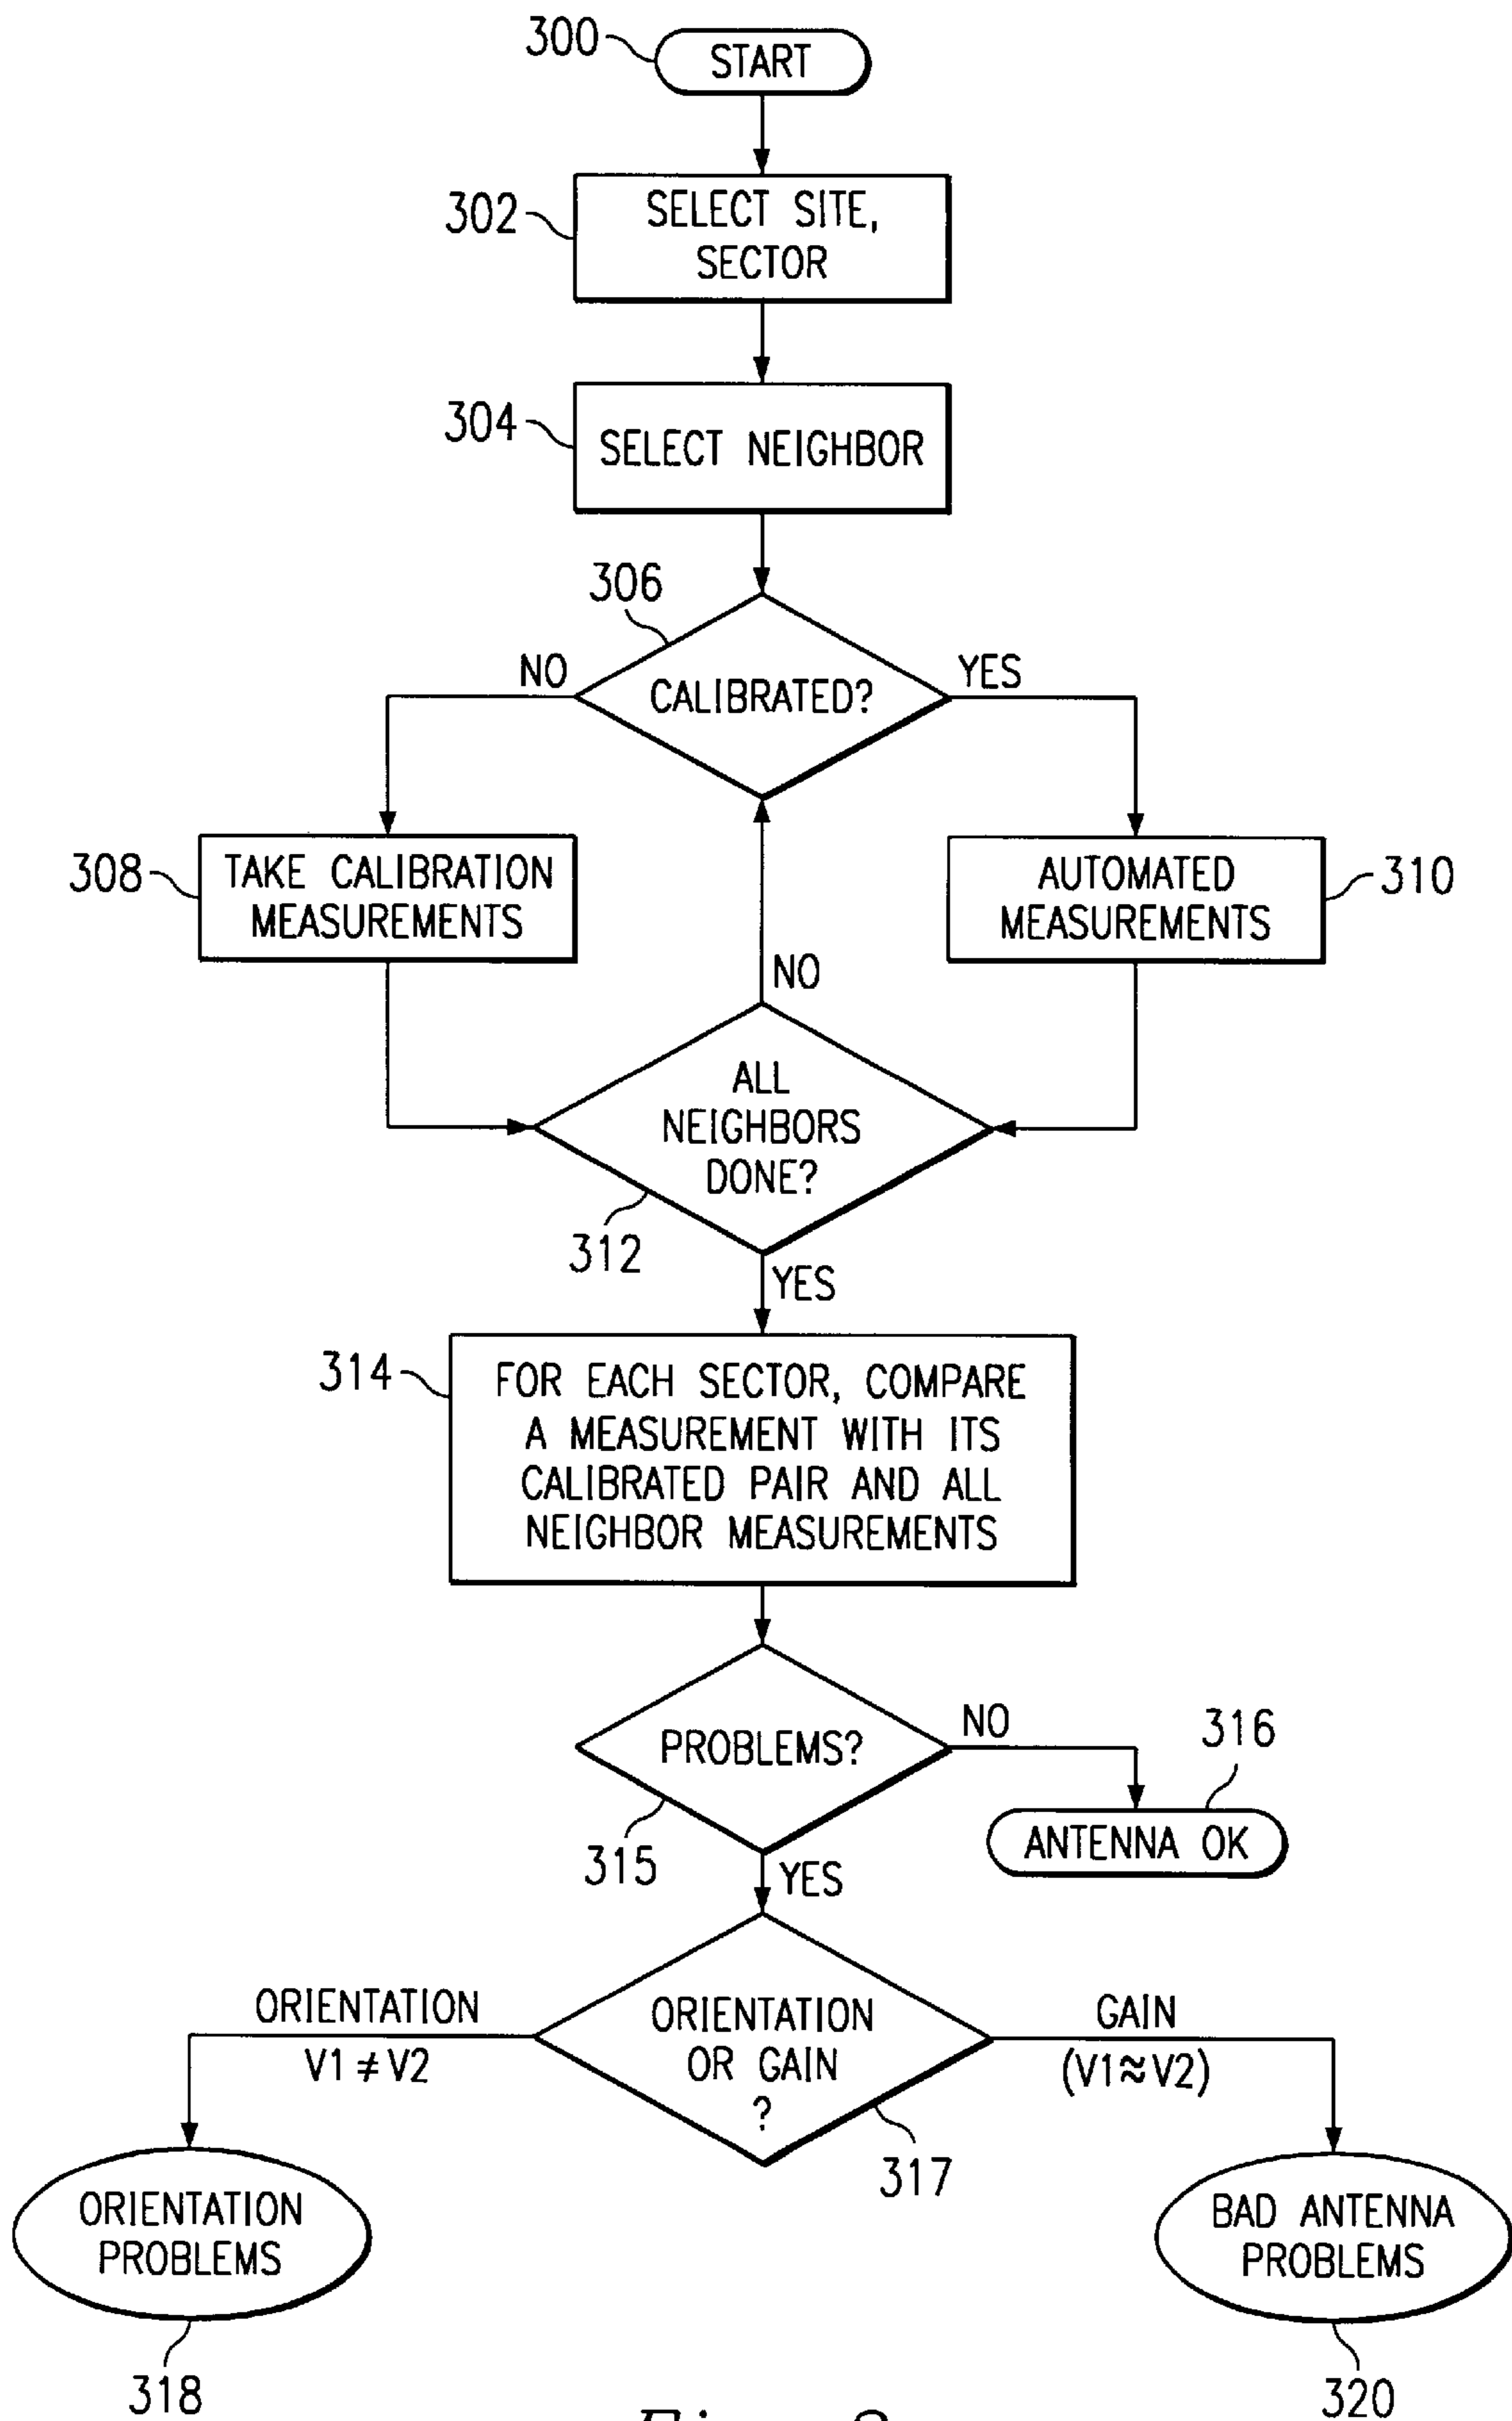 300
START
302
SELECT SITE,
SECTOR
304
SELECT NEIGHBOR
306
NO
CALIBRATED?
YES
308
TAKE CALIBRATION
MEASUREMENTS
AUTOMATED
MEASUREMENTS
310
NO
ALL
NEIGHBORS
DONE?
312
YES
314
FOR EACH SECTOR, COMPARE
A MEASUREMENT WITH ITS
CALIBRATED PAIR AND ALL
NEIGHBOR MEASUREMENTS
PROBLEMS?
NO
316
ANTENNA OK
315
YES
ORIENTATION
V1 ≠ V2
ORIENTATION
OR GAIN
?
GAIN
(V1≈V2)
317
ORIENTATION
PROBLEMS
BAD ANTENNA
PROBLEMS
318
320